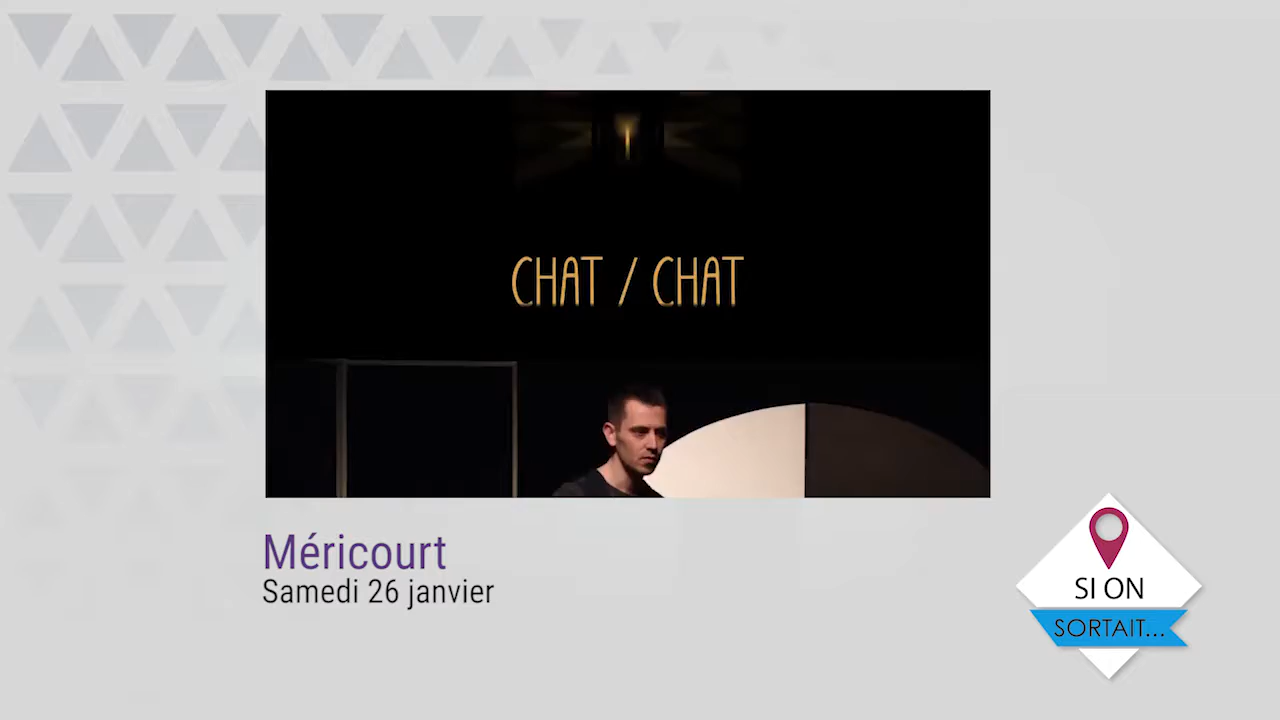 CHAT / CHAT
Méricourt
Samedi 26 janvier
SI ON
SORTAIT...